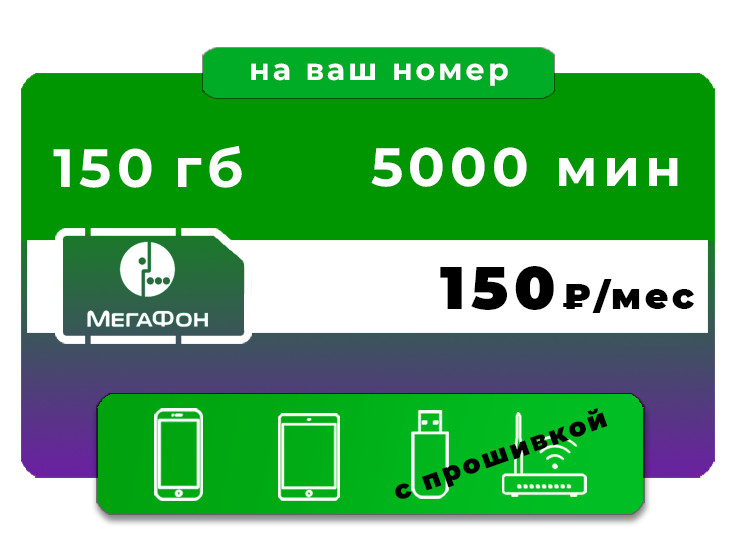 на ваш номер
150 гб 5000 мин
150 ₽/мес
МегаФон
с прошивкой